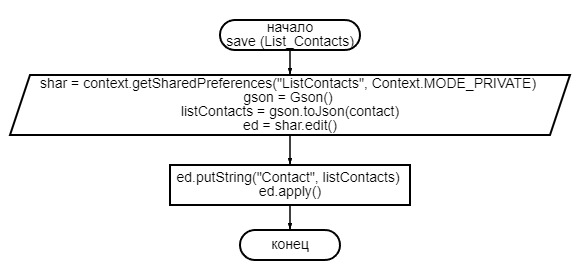 начало
save (List_Contacts)
shar = context.getSharedPreferences("ListContacts", Context.MODE_PRIVATE)
gson = Gson()
listContacts = gson.toJson(contact)
ed = shar.edit()
ed.putString("Contact", listContacts)
ed.apply()
конец